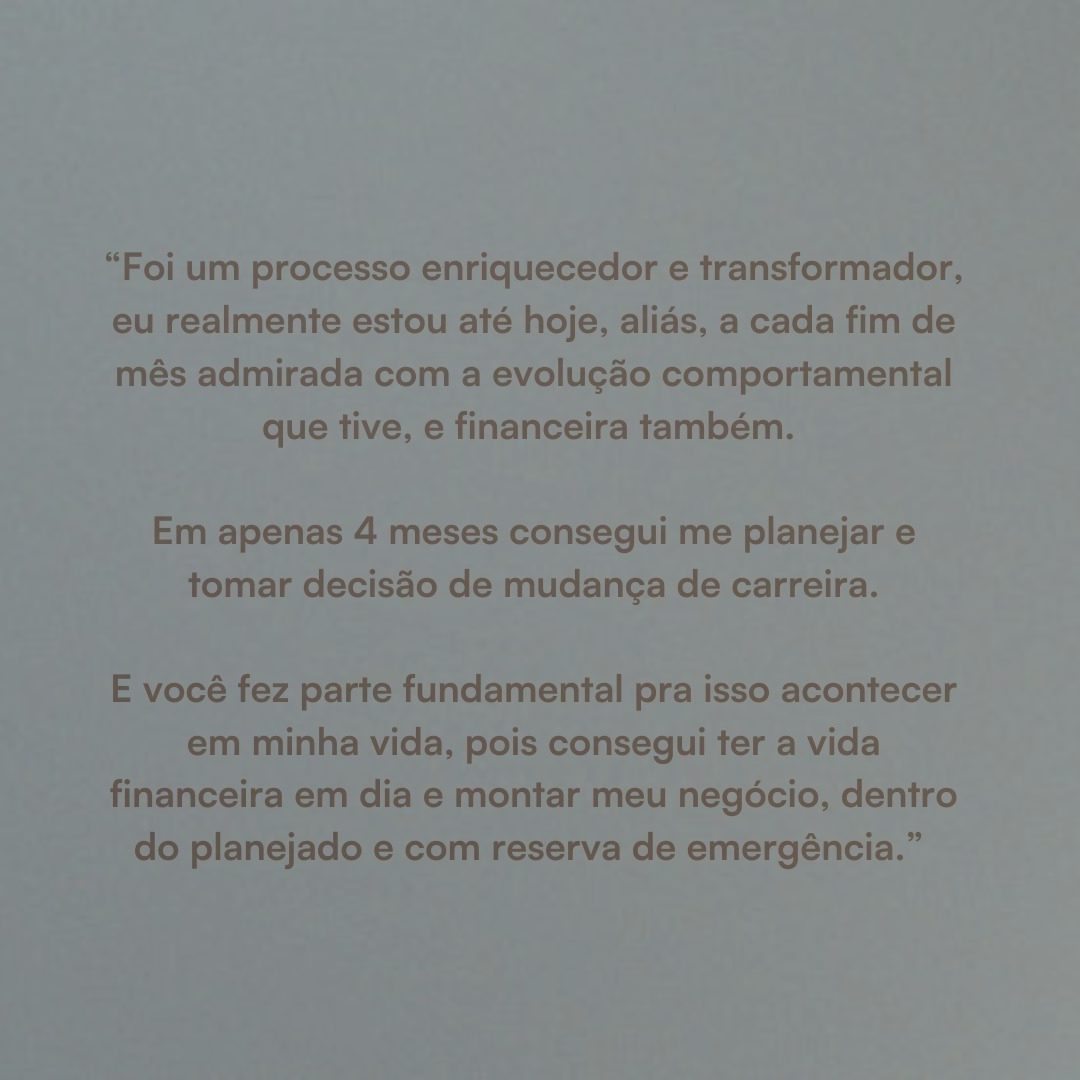 “Foi um processo enriquecedor e transformador,
eu realmente estou até hoje, aliás, a cada fim de
mês admirada com a evolução comportamental
que tive, e financeira também.
Em apenas 4 meses consegui me planejar e
tomar decisão de mudança de carreira.
E você fez parte fundamental pra isso acontecer
em minha vida, pois consegui ter a vida
financeira em dia e montar meu negócio, dentro
do planejado e com reserva de emergência.”